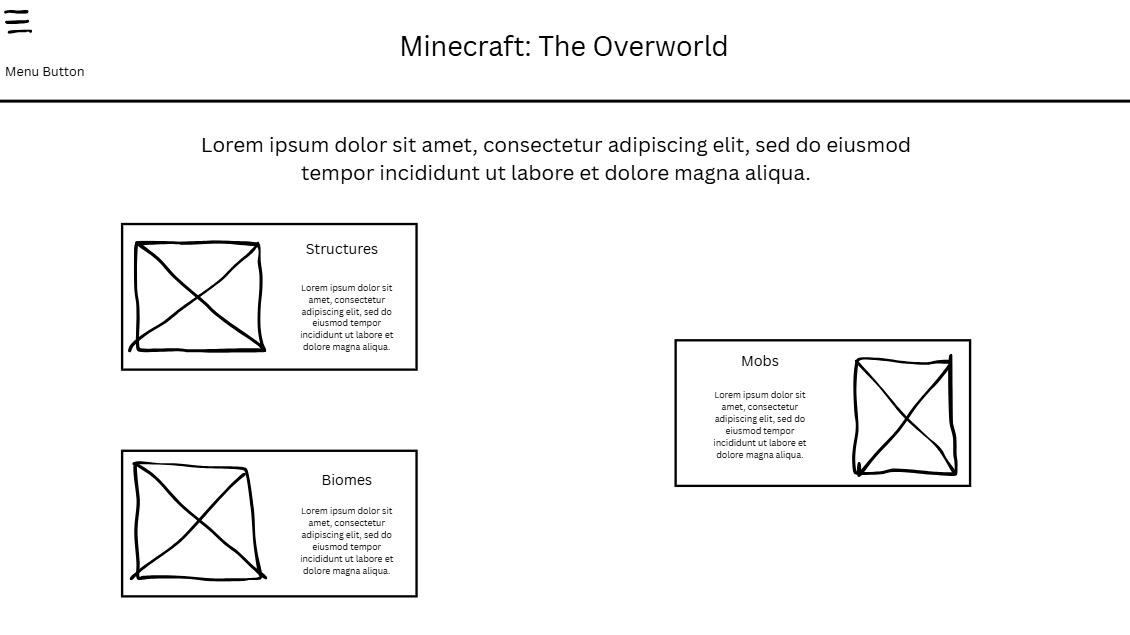 Minecraft: The Overworld
Menu Button
Lorem ipsum dolor sit amet, consectetur adipiscing elit, sed do eiusmod
tempor incididunt ut labore et dolore magna aliqua.
Structures
Lorem ipsum dolor sit
amet, consectetur
adipiscing elit, sed do
eiusmod tempor
incididunt ut labore et
dolore magna aliqua.
Mobs
Lorem ipsum dolor sit
amet, consectetur
adipiscing elit, sed do
eiusmod tempor
incididunt ut labore et
dolore magna aliqua.
Biomes
Lorem ipsum dolor sit
amet, consectetur
adipiscing elit, sed do
eiusmod tempor
incididunt ut labore et
dolore magna aliqua.